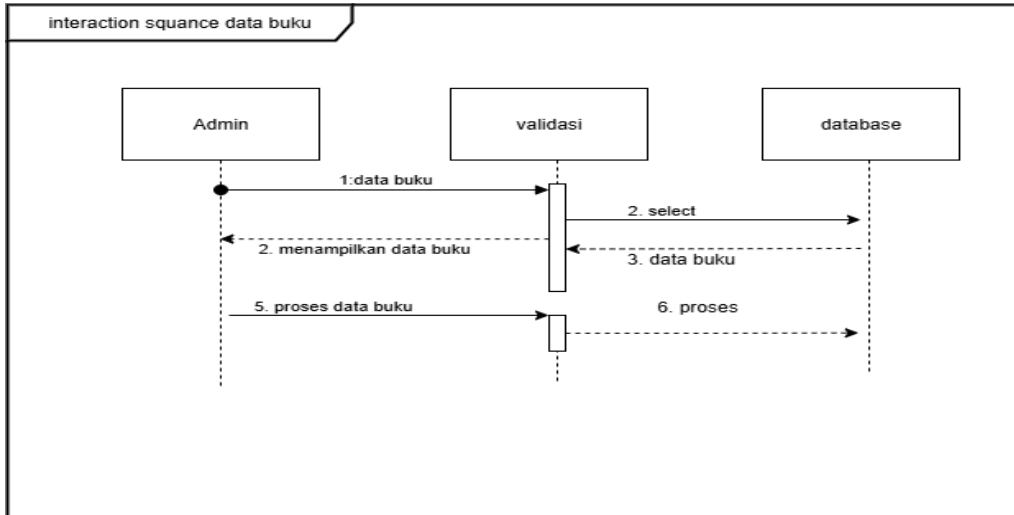 interaction squance data buku
Admin
validasi
database
1:data buku
2. select
2. menampilkan data buku
3. data buku
5. proses data buku
6. proses